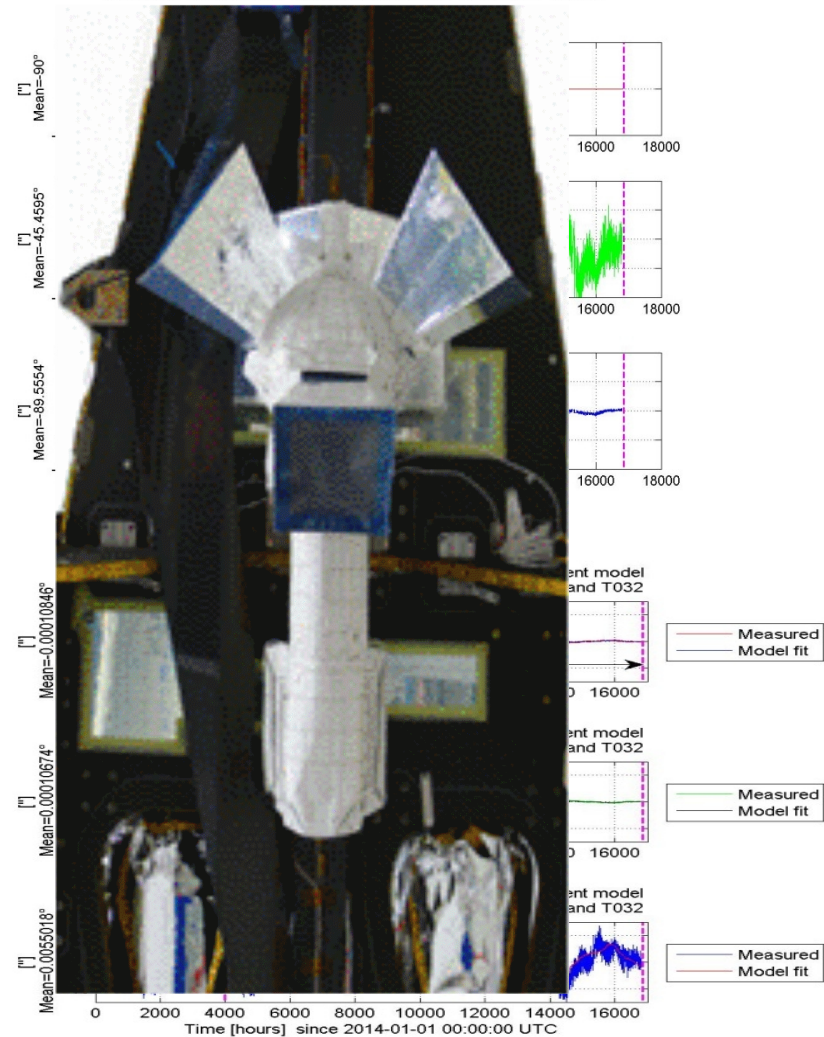 ["]
Mean=-90°
16000 18000
["]
Mean=-45.4595°
16000 18000
["]
Mean=-89.5554°
16000 18000
ent model
and T032
["]
Mean=-0.00010846°
Measured
Model fit
0 16000
ent model
and T032
["]
Mean=0.00010674°
Measured
Model fit
0 16000
ent model
and T032
["]
Mean=0.0055018°
Measured
Model fit
0 2000 4000 6000 8000 10000 12000 14000 16000
Time [hours] since 2014-01-01 00:00:00 UTC